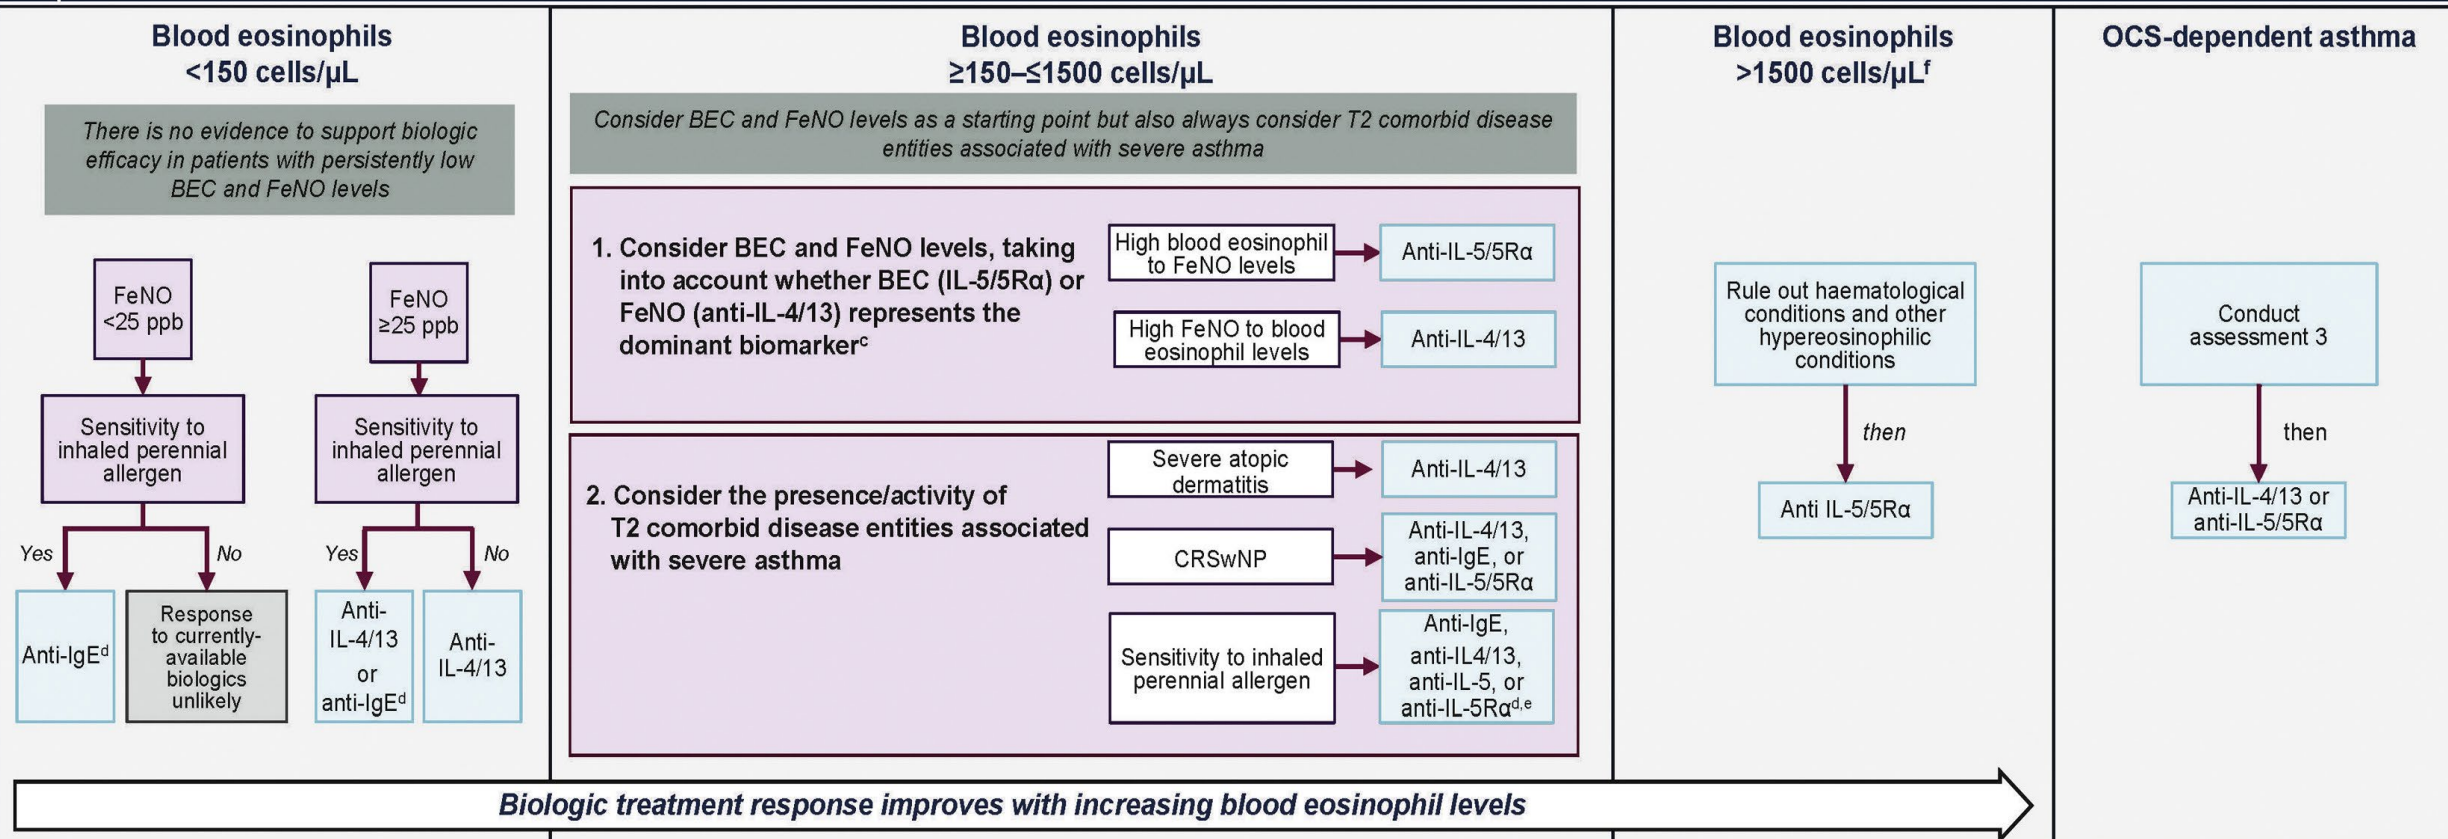 Blood eosinophils
<150 cells/µL
There is no evidence to support biologic
efficacy in patients with persistently low
BEC and FeNO levels
FeNO
<25 ppb
FeNO
≥25 ppb
Sensitivity to
inhaled perennial
allergen
Sensitivity to
inhaled perennial
allergen
Yes
No
Yes
No
Anti-IgEᵈ
Response
to currently-
available
biologics
unlikely
Anti-
IL-4/13
or
anti-IgEᵈ
Anti-
IL-4/13
Blood eosinophils
≥150–≤1500 cells/µL
Consider BEC and FeNO levels as a starting point but also always consider T2 comorbid disease
entities associated with severe asthma
1. Consider BEC and FeNO levels, taking
into account whether BEC (IL-5/5Rα) or
FeNO (anti-IL-4/13) represents the
dominant biomarkerᶜ
High blood eosinophil
to FeNO levels
Anti-IL-5/5Rα
High FeNO to blood
eosinophil levels
Anti-IL-4/13
2. Consider the presence/activity of
T2 comorbid disease entities associated
with severe asthma
Severe atopic
dermatitis
Anti-IL-4/13
CRSwNP
Anti-IL-4/13,
anti-IgE, or
anti-IL-5/5Rα
Sensitivity to inhaled
perennial allergen
Anti-IgE,
anti-IL4/13,
anti-IL-5, or
anti-IL-5Rαᵈ,ᵉ
Blood eosinophils
>1500 cells/µLᶠ
Rule out haematological
conditions and other
hypereosinophilic
conditions
then
Anti IL-5/5Rα
OCS-dependent asthma
Conduct
assessment 3
then
Anti-IL-4/13 or
anti-IL-5/5Rα
Biologic treatment response improves with increasing blood eosinophil levels